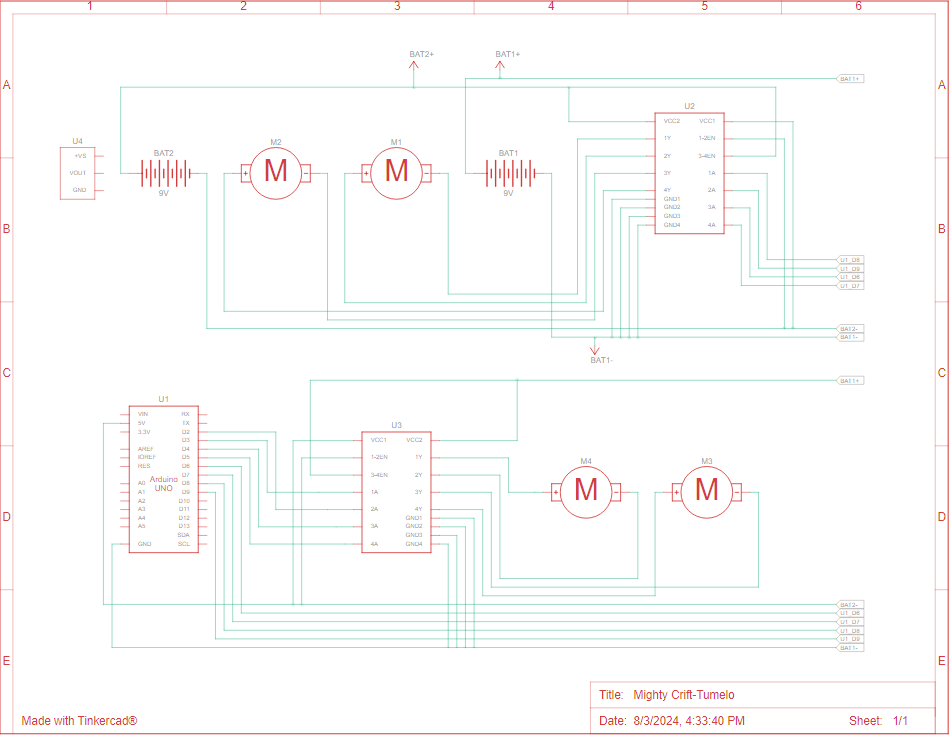 1 2 3 4 5 6
A A
B B
C C
D D
E E
BAT2+ BAT1+
BAT1+
U4
+VS
VOUT
GND
BAT2
9V
M2
M
+ -
M1
M
+ -
BAT1
9V
U2
VCC2 VCC1
1Y 1-2EN
2Y 3-4EN
3Y 1A
4Y 2A
GND1
GND2 3A
GND3
GND4 4A
U1_D8
U1_D9
U1_D6
U1_D7
BAT2-
BAT1-
BAT1-
BAT1+
U1
VIN RX
5V TX
3.3V D2
D3
AREF D4
IOREF D5
RES D6
D7
A0 D8
A1 D9
A2 D10
A3 D11
A4 D12
A5 D13
SDA
GND SCL
Arduino
UNO
U3
VCC1 VCC2
1-2EN 1Y
3-4EN 2Y
1A 3Y
2A 4Y
GND1
3A GND2
GND3
4A GND4
M4
M
+ -
M3
M
+ -
BAT2-
U1_D6
U1_D7
U1_D8
U1_D9
BAT1-
Title: Mighty Crift-Tumelo
Made with Tinkercad®
Date: 8/3/2024, 4:33:40 PM Sheet: 1/1